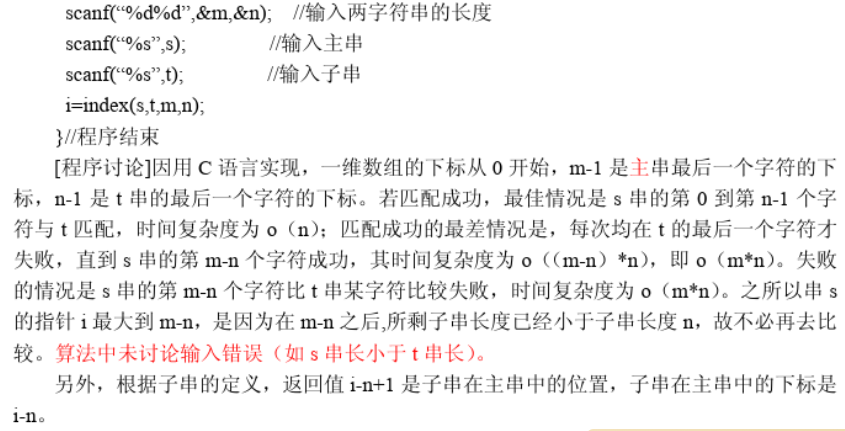 scanf(“%d%d”,&m,&n); //输入两字符串的长度
scanf(“%s”,s); //输入主串
scanf(“%s”,t); //输入子串
i=index(s,t,m,n);
}//程序结束
[程序讨论]因用 C 语言实现，一维数组的下标从 0 开始，m-1 是主串最后一个字符的下
标，n-1 是 t 串的最后一个字符的下标。若匹配成功，最佳情况是 s 串的第 0 到第 n-1 个字
符与 t 匹配，时间复杂度为 o（n）；匹配成功的最差情况是，每次均在 t 的最后一个字符才
失败，直到 s 串的第 m-n 个字符成功，其时间复杂度为 o（（m-n）*n），即 o（m*n）。失败
的情况是 s 串的第 m-n 个字符比 t 串某字符比较失败，时间复杂度为 o（m*n）。之所以串 s
的指针 i 最大到 m-n，是因为在 m-n 之后,所剩子串长度已经小于子串长度 n，故不必再去比
较。算法中未讨论输入错误（如 s 串长小于 t 串长）。
另外，根据子串的定义，返回值 i-n+1 是子串在主串中的位置，子串在主串中的下标是
i-n。